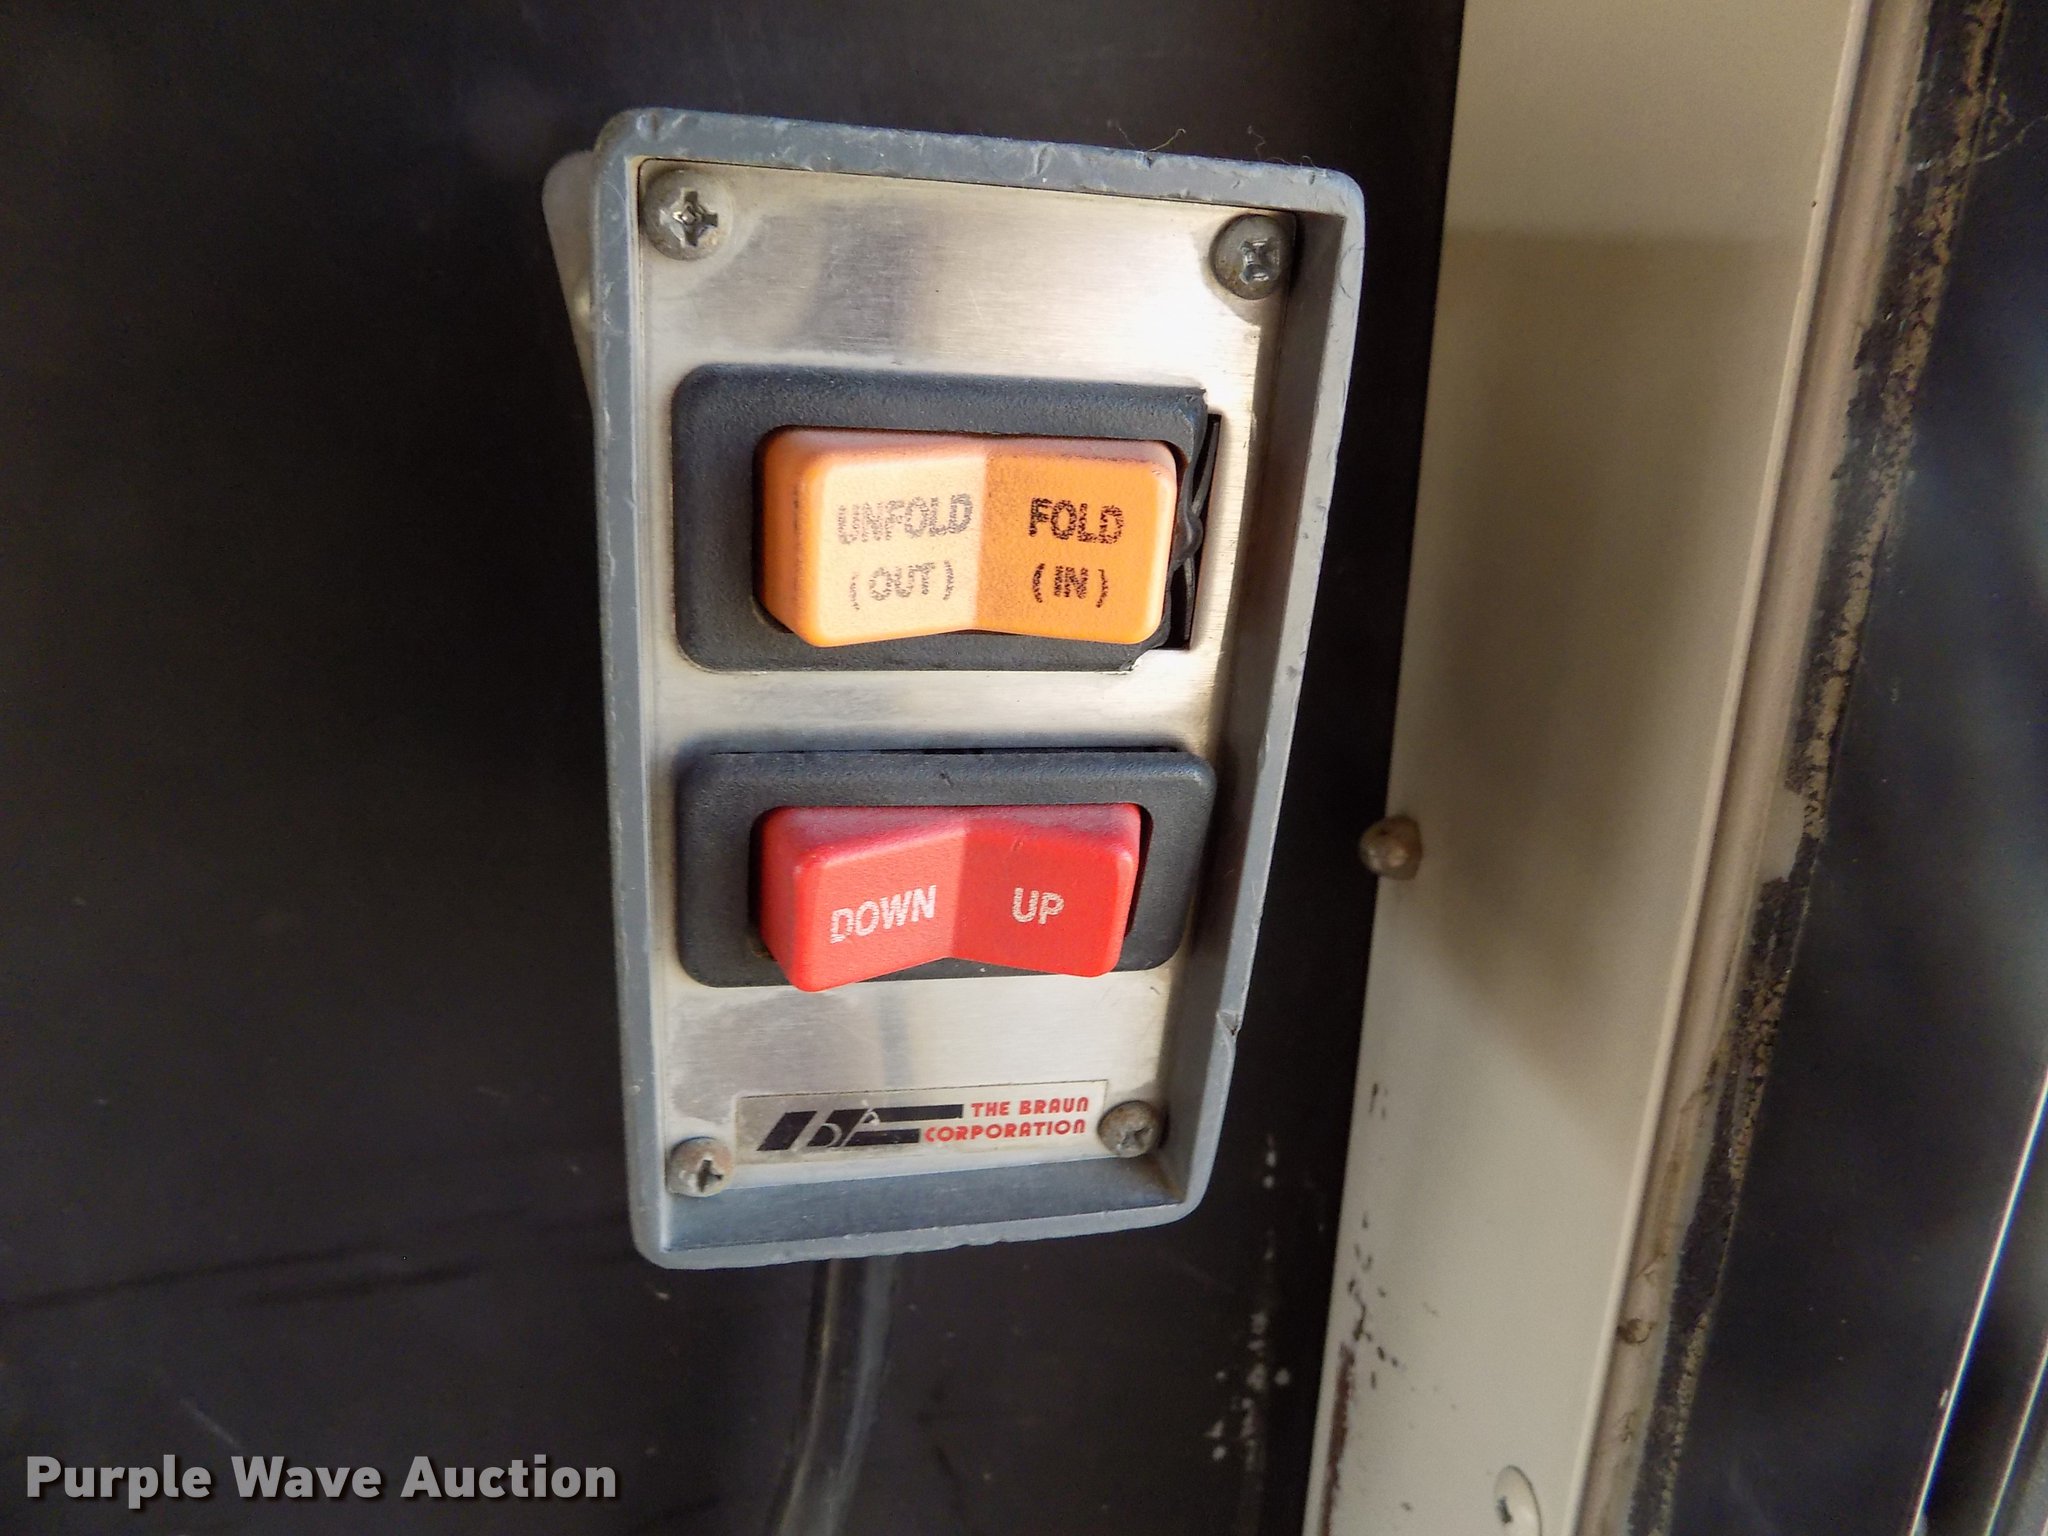 UNFOLD
(OUT)
FOLD
(IN)
DOWN
UP
THE BRAUN
CORPORATION
Purple Wave Auction